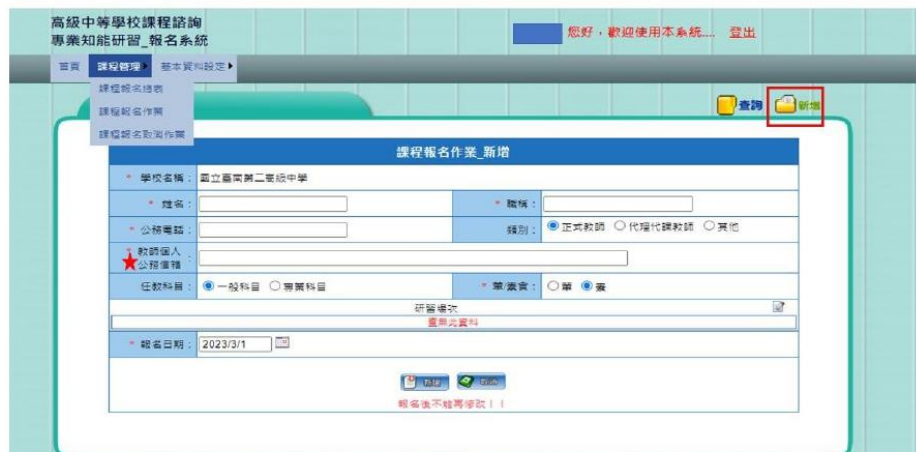 高級中等學校課程諮詢
專業知能研習_報名系統
您好，歡迎使用本系統.... 登出
首頁 課程管理 基本資料設定
課程報名總表
課程報名作業
課程報名取消作業
查詢 新增
課程報名作業_新增
* 學校名稱： 國立臺南第二高級中學
* 姓名： * 職稱：
* 公務電話： 類別： 正式教師 代理代課教師 其他
* 教師個人
公務信箱：
任教科目： 一般科目 專業科目 * 葷/素食： 葷 素
研習場次
查無此資料
* 報名日期： 2023/3/1
報名後不能再修改！！